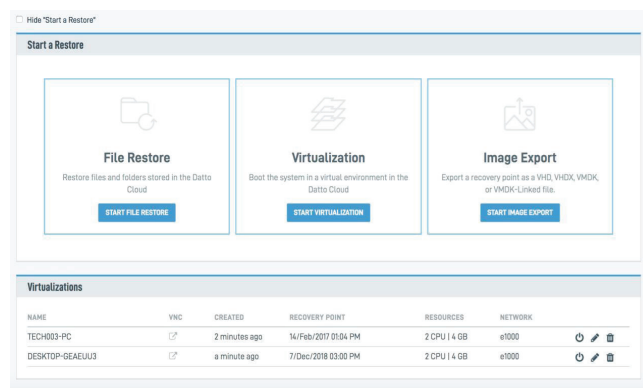 Hide "Start a Restore"
Start a Restore
File Restore
Restore files and folders stored in the Datto
Cloud
START FILE RESTORE
Virtualization
Boot the system in a virtual environment in the
Datto Cloud
START VIRTUALIZATION
Image Export
Export a recovery point as a VHD, VHDX, VMDK,
or VMDK-Linked file.
START IMAGE EXPORT
Virtualizations
NAME VNC CREATED RECOVERY POINT RESOURCES NETWORK
TECH003-PC 2 minutes ago 14/Feb/2017 01:04 PM 2 CPU | 4 GB e1000
DESKTOP-GEAEUU3 a minute ago 7/Dec/2018 03:00 PM 2 CPU | 4 GB e1000